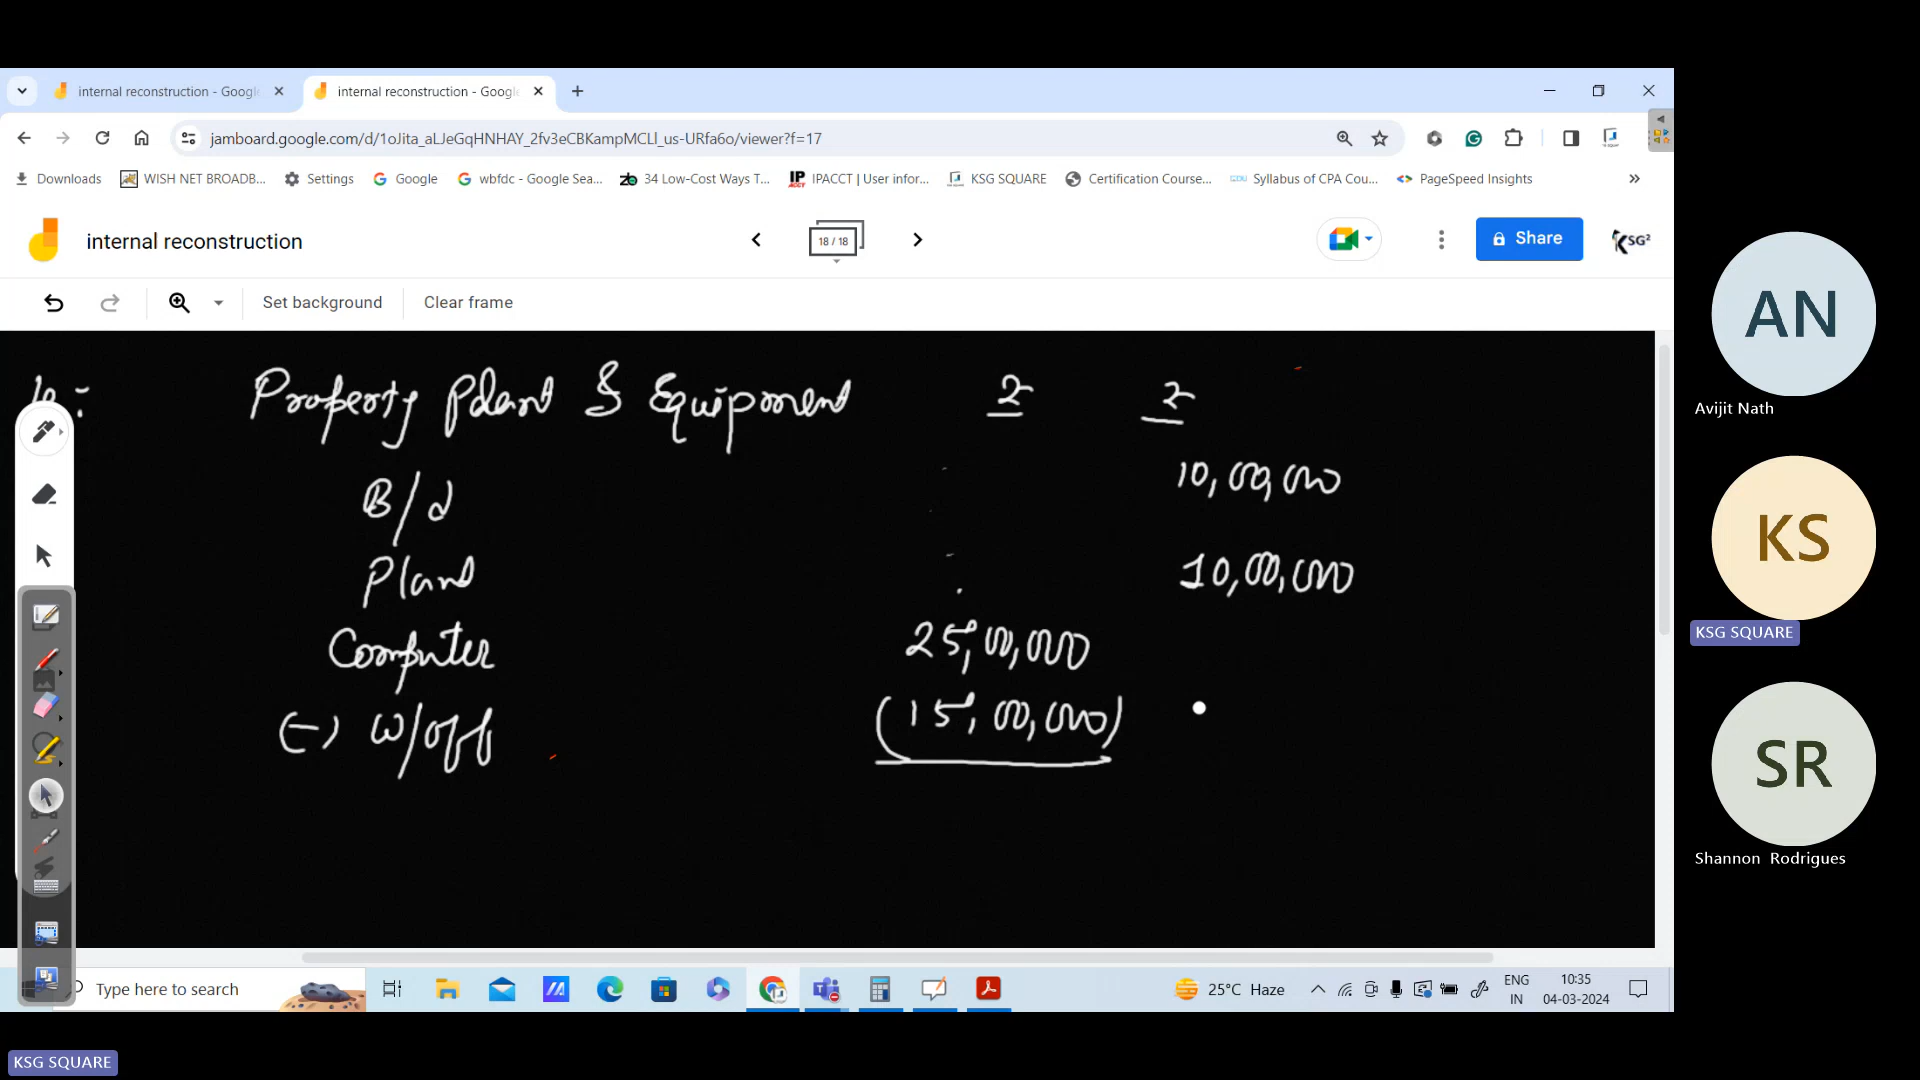 internal reconstruction - Google
internal reconstruction - Google
jamboard.google.com/d/1oJita_aLJeGqHNHAY_2fv3eCBKampMCLl_us-URfa6o/viewer?f=17
Downloads WISH NET BROADB... Settings Google wbfdc - Google Sea... 34 Low-Cost Ways T... IPACCT | User infor... KSG SQUARE Certification Course... Syllabus of CPA Cou... PageSpeed Insights
internal reconstruction
18 / 18
Share
KSG²
Set background Clear frame
Property Plant & Equipment
B/d 10,00,000
Plant 10,00,000
Computer 25,00,000
(-) w/off (15,00,000)
AN
Avijit Nath
KS
KSG SQUARE
SR
Shannon Rodrigues
Type here to search
25°C Haze
ENG
IN
10:35
04-03-2024
KSG SQUARE